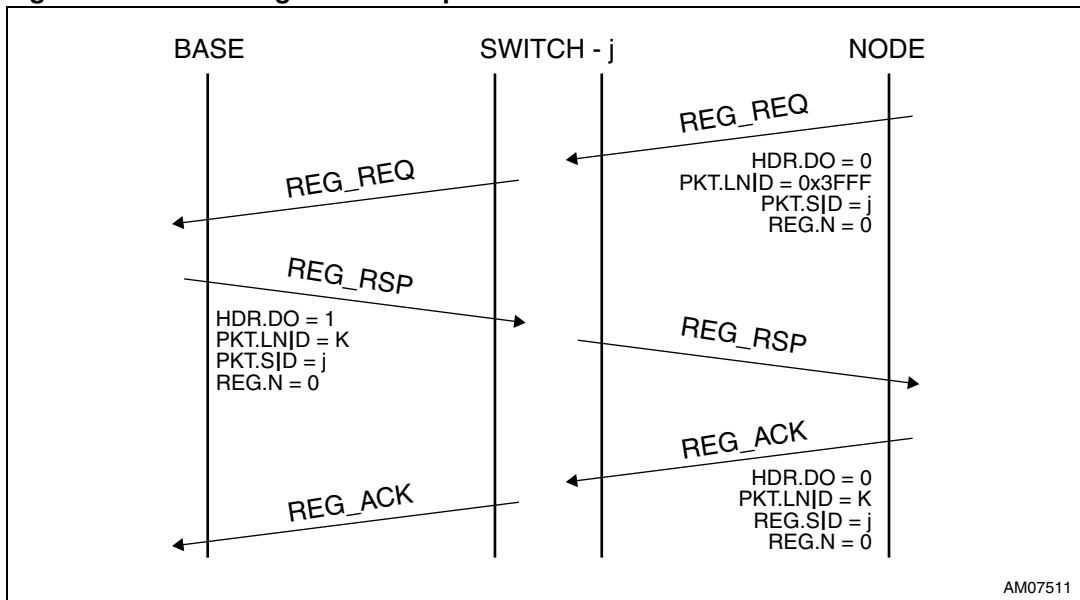 BASE
SWITCH - j
NODE
REG_REQ
HDR.DO = 0
PKT.LNID = 0x3FFF
PKT.SID = j
REG.N = 0
REG_REQ
REG_RSP
HDR.DO = 1
PKT.LNID = K
PKT.SID = j
REG.N = 0
REG_RSP
REG_ACK
HDR.DO = 0
PKT.LNID = K
REG.SID = j
REG.N = 0
REG_ACK
AM07511